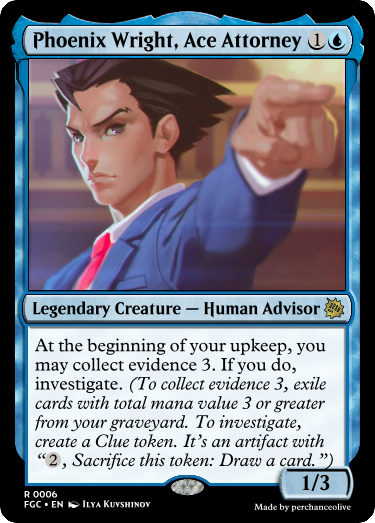 Phoenix Wright, Ace Attorney 1
Legendary Creature — Human Advisor
At the beginning of your upkeep, you
may collect evidence 3. If you do,
investigate. (To collect evidence 3, exile
cards with total mana value 3 or greater
from your graveyard. To investigate,
create a Clue token. It's an artifact with
“2, Sacrifice this token: Draw a card.”)
1/3
R 0006
FGC • EN Ilya Kuvshinov
Made by perchanceolive